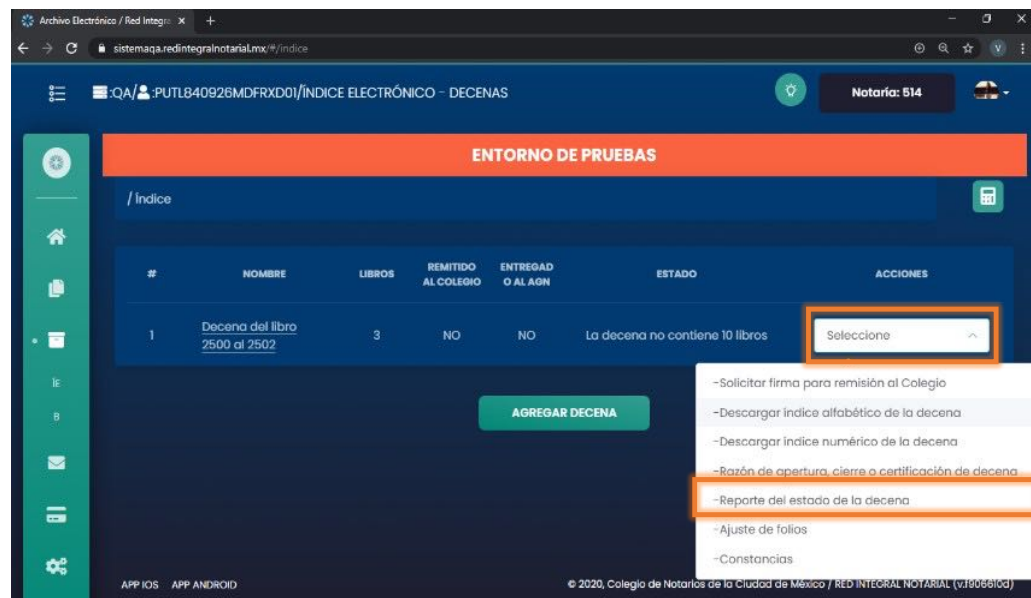 Archivo Electrónico / Red Integra
sistemaqa.redintegralnotarial.mx/#/indice
V
:QA/ :PUTL840926MDFRXD01/ÍNDICE ELECTRÓNICO - DECENAS
Notaría: 514
ENTORNO DE PRUEBAS
/ Índice
# NOMBRE LIBROS REMITIDO AL COLEGIO ENTREGAD O AL AGN ESTADO ACCIONES
1 Decena del libro 2500 al 2502 3 NO NO La decena no contiene 10 libros Seleccione
ÍE
B
-Solicitar firma para remisión al Colegio
-Descargar índice alfabético de la decena
-Descargar índice numérico de la decena
-Razón de apertura, cierre o certificación de decena
-Reporte del estado de la decena
-Ajuste de folios
-Constancias
AGREGAR DECENA
APP IOS APP ANDROID
© 2020, Colegio de Notarios de la Ciudad de México / RED INTEGRAL NOTARIAL (v.f906610d)